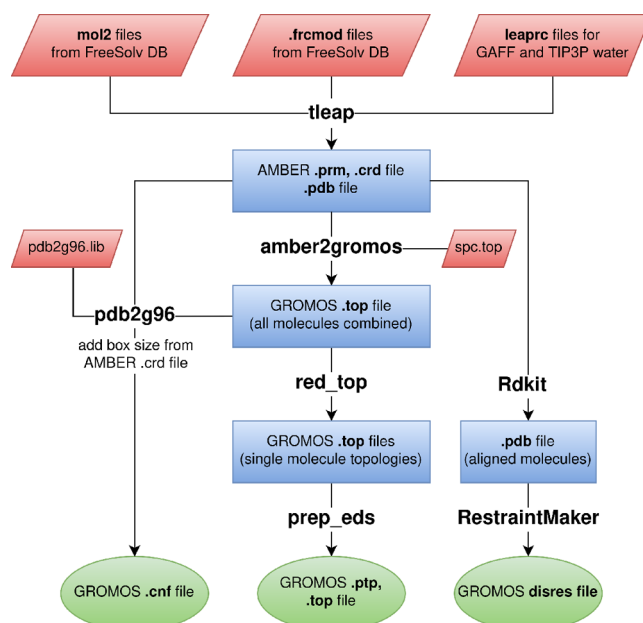 mol2 files
from FreeSolv DB
.frcmod files
from FreeSolv DB
leaprc files for
GAFF and TIP3P water
tleap
AMBER .prm, .crd file
.pdb file
pdb2g96.lib
amber2gromos
spc.top
pdb2g96
add box size from
AMBER .crd file
GROMOS .top file
(all molecules combined)
red_top
Rdkit
GROMOS .top files
(single molecule topologies)
.pdb file
(aligned molecules)
prep_eds
RestraintMaker
GROMOS .cnf file
GROMOS .ptp,
.top file
GROMOS disres file